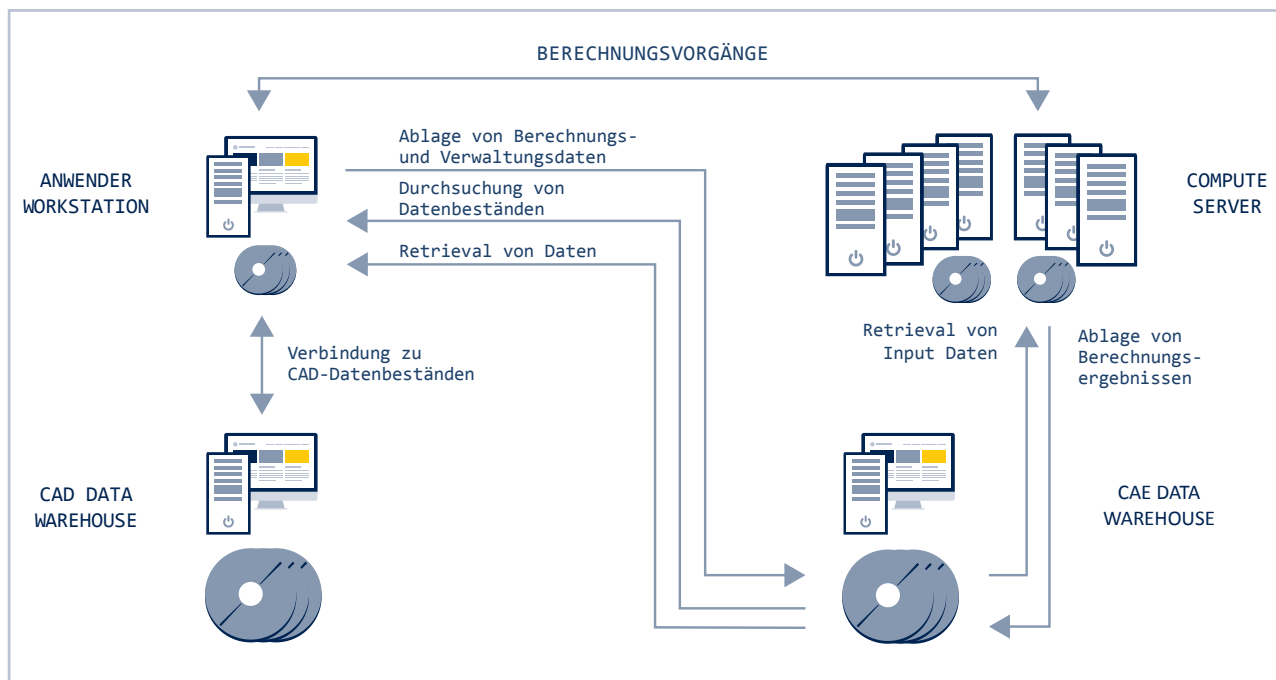 BERECHNUNGSVORGÄNGE
Ablage von Berechnungs-
und Verwaltungsdaten
ANWENDER
WORKSTATION
Durchsuchung von
Datenbeständen
Retrieval von Daten
COMPUTE
SERVER
Verbindung zu
CAD-Datenbeständen
Retrieval von
Input Daten
Ablage von
Berechnungs-
ergebnissen
CAD DATA
WAREHOUSE
CAE DATA
WAREHOUSE